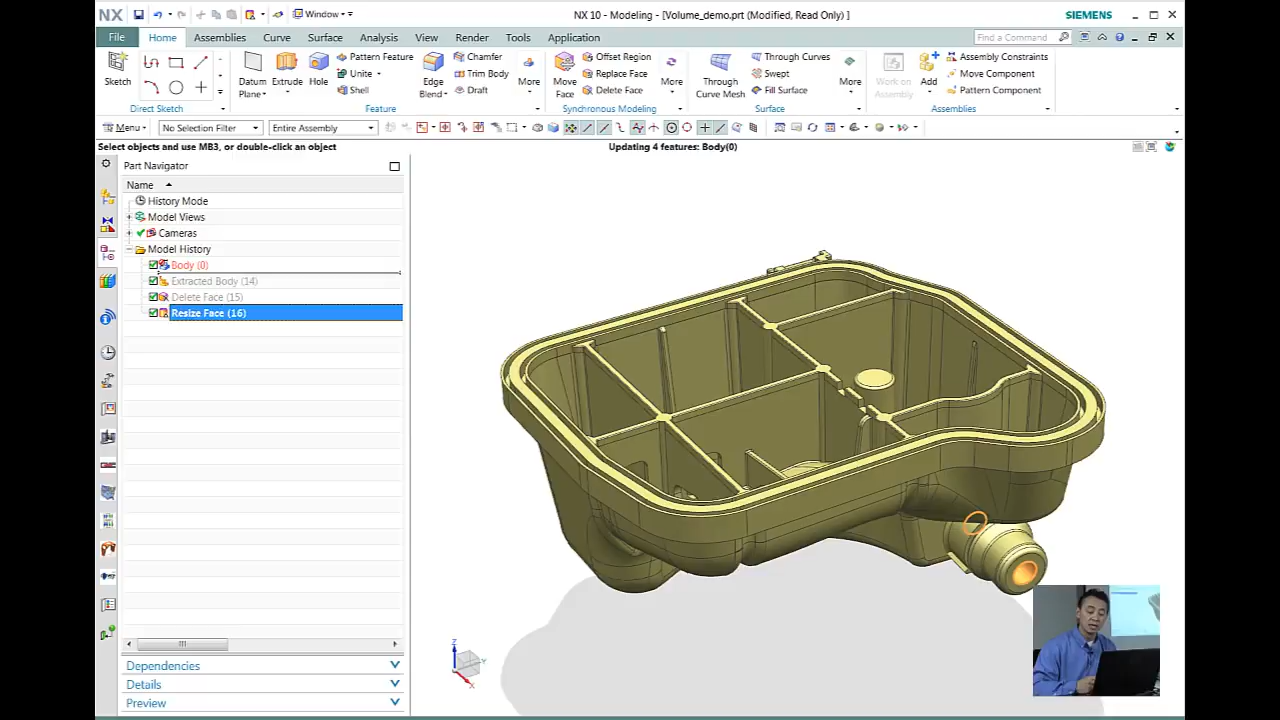 NX Window NX 10 - Modeling - [Volume_demo.prt (Modified, Read Only) ] SIEMENS
File Home Assemblies Curve Surface Analysis View Render Tools Application Find a Command
Sketch
Direct Sketch
Datum Plane
Extrude
Hole
Pattern Feature
Unite
Shell
Edge Blend
Chamfer
Trim Body
Draft
More
Feature
Move Face
Offset Region
Replace Face
Delete Face
More
Synchronous Modeling
Through Curve Mesh
Through Curves
Swept
Fill Surface
More
Surface
Work on Assembly
Add
Assembly Constraints
Move Component
Pattern Component
Assemblies
Menu No Selection Filter Entire Assembly
Select objects and use MB3, or double-click an object Updating 4 features: Body(0)
Part Navigator
Name
History Mode
Model Views
Cameras
Model History
Body (0)
Extracted Body (14)
Delete Face (15)
Resize Face (16)
Dependencies
Details
Preview
Z
Y
X